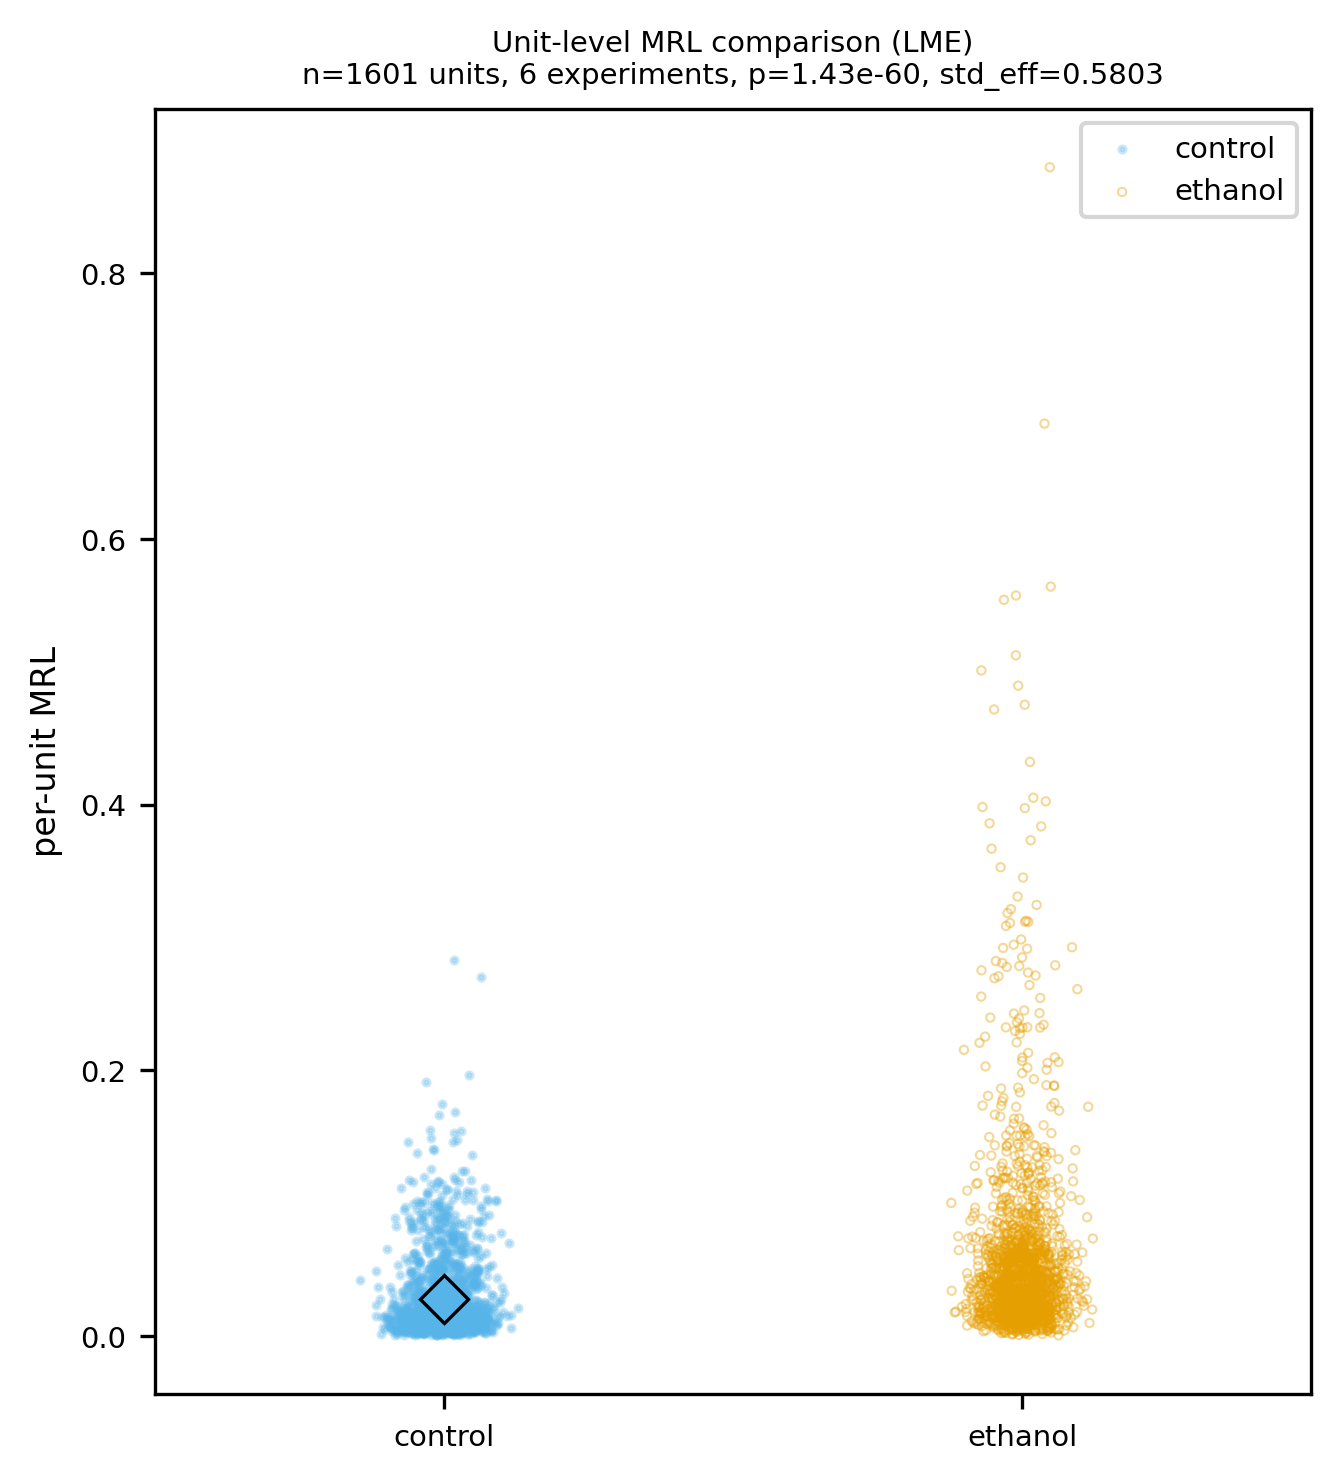 Unit-level MRL comparison (LME)
n=1601 units, 6 experiments, p=1.43e-60, std_eff=0.5803
control
ethanol
0.8
0.6
0.4
0.2
0.0
per-unit MRL
control
ethanol